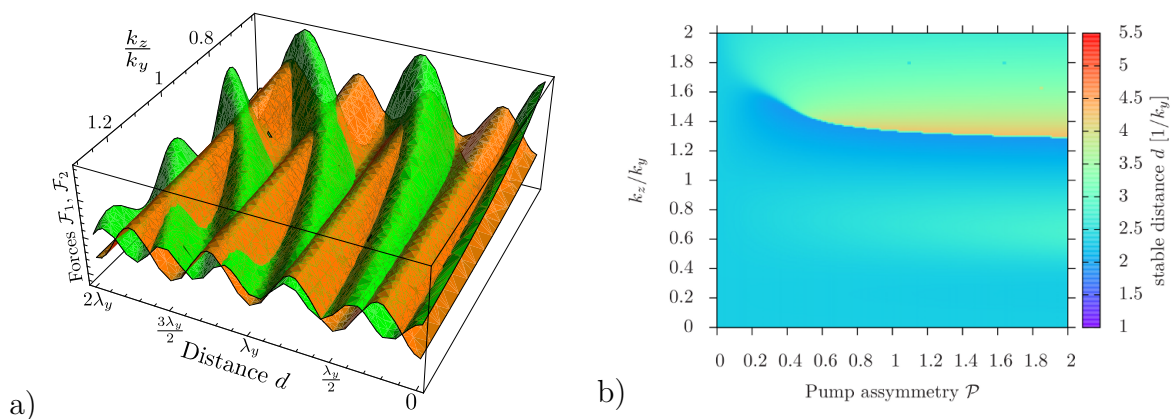 k_z
k_y
0.8
1
1.2
Forces F₁, F₂
2λ_y
3λ_y
2
λ_y
λ_y
2
0
Distance d
a)
2
1.8
1.6
1.4
1.2
1
0.8
0.6
0.4
0.2
0
k_z/k_y
0 0.2 0.4 0.6 0.8 1 1.2 1.4 1.6 1.8 2
Pump assymetry P
5.5
5
4.5
4
3.5
3
2.5
2
1.5
1
stable distance d [1/k_y]
b)